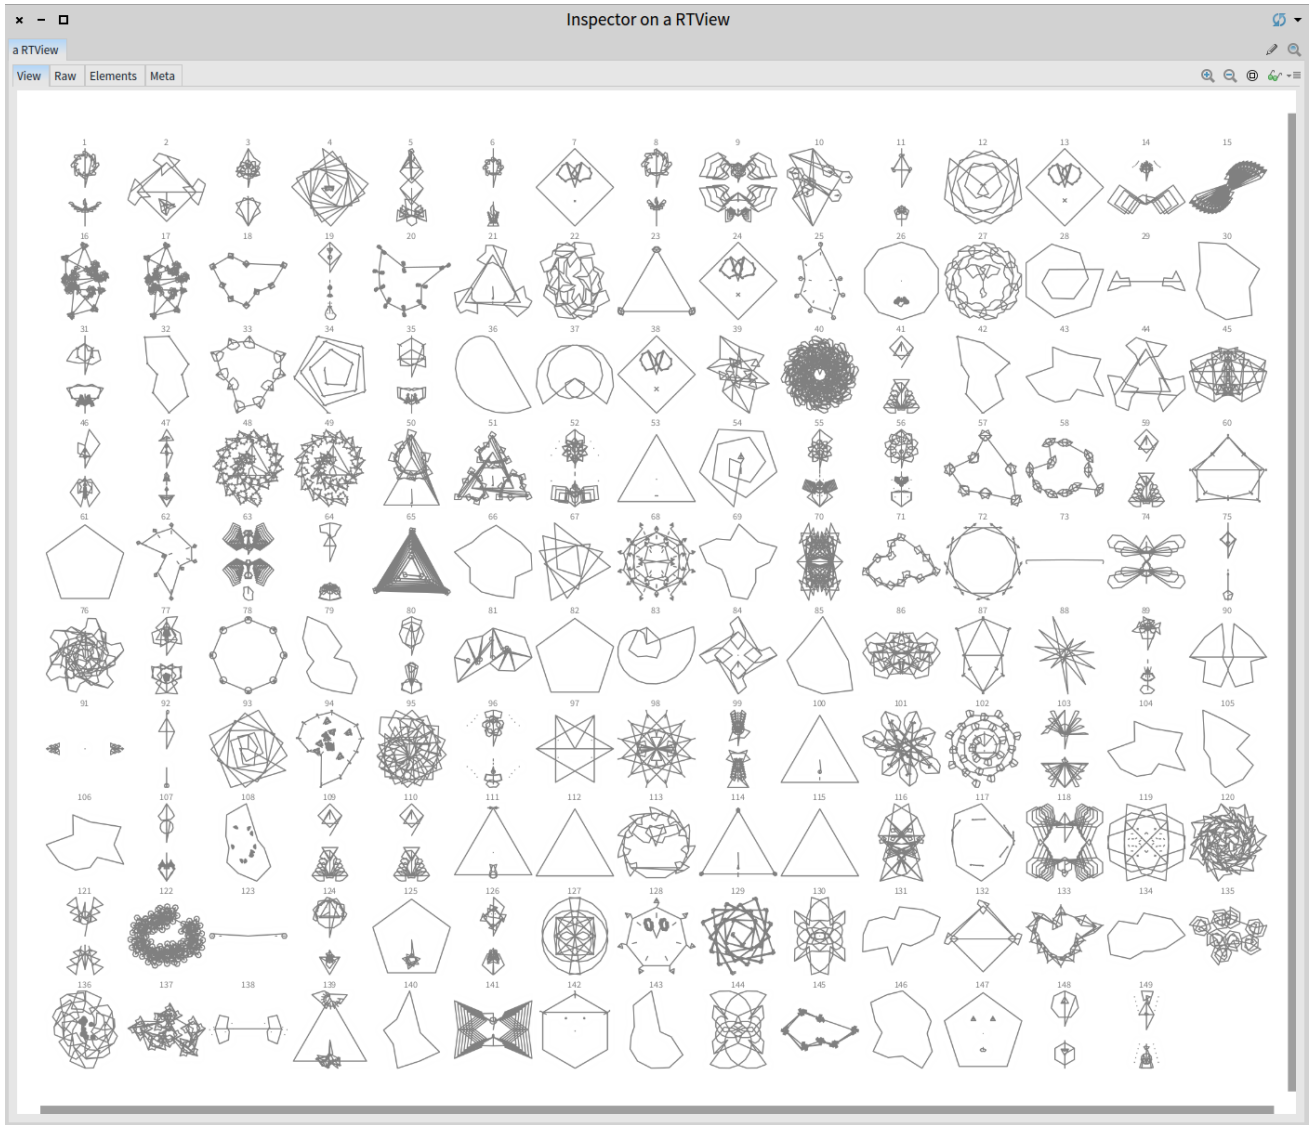 Inspector on a RTView
a RTView
View Raw Elements Meta
1 2 3 4 5 6 7 8 9 10 11 12 13 14 15
16 17 18 19 20 21 22 23 24 25 26 27 28 29 30
31 32 33 34 35 36 37 38 39 40 41 42 43 44 45
46 47 48 49 50 51 52 53 54 55 56 57 58 59 60
61 62 63 64 65 66 67 68 69 70 71 72 73 74 75
76 77 78 79 80 81 82 83 84 85 86 87 88 89 90
91 92 93 94 95 96 97 98 99 100 101 102 103 104 105
106 107 108 109 110 111 112 113 114 115 116 117 118 119 120
121 122 123 124 125 126 127 128 129 130 131 132 133 134 135
136 137 138 139 140 141 142 143 144 145 146 147 148 149